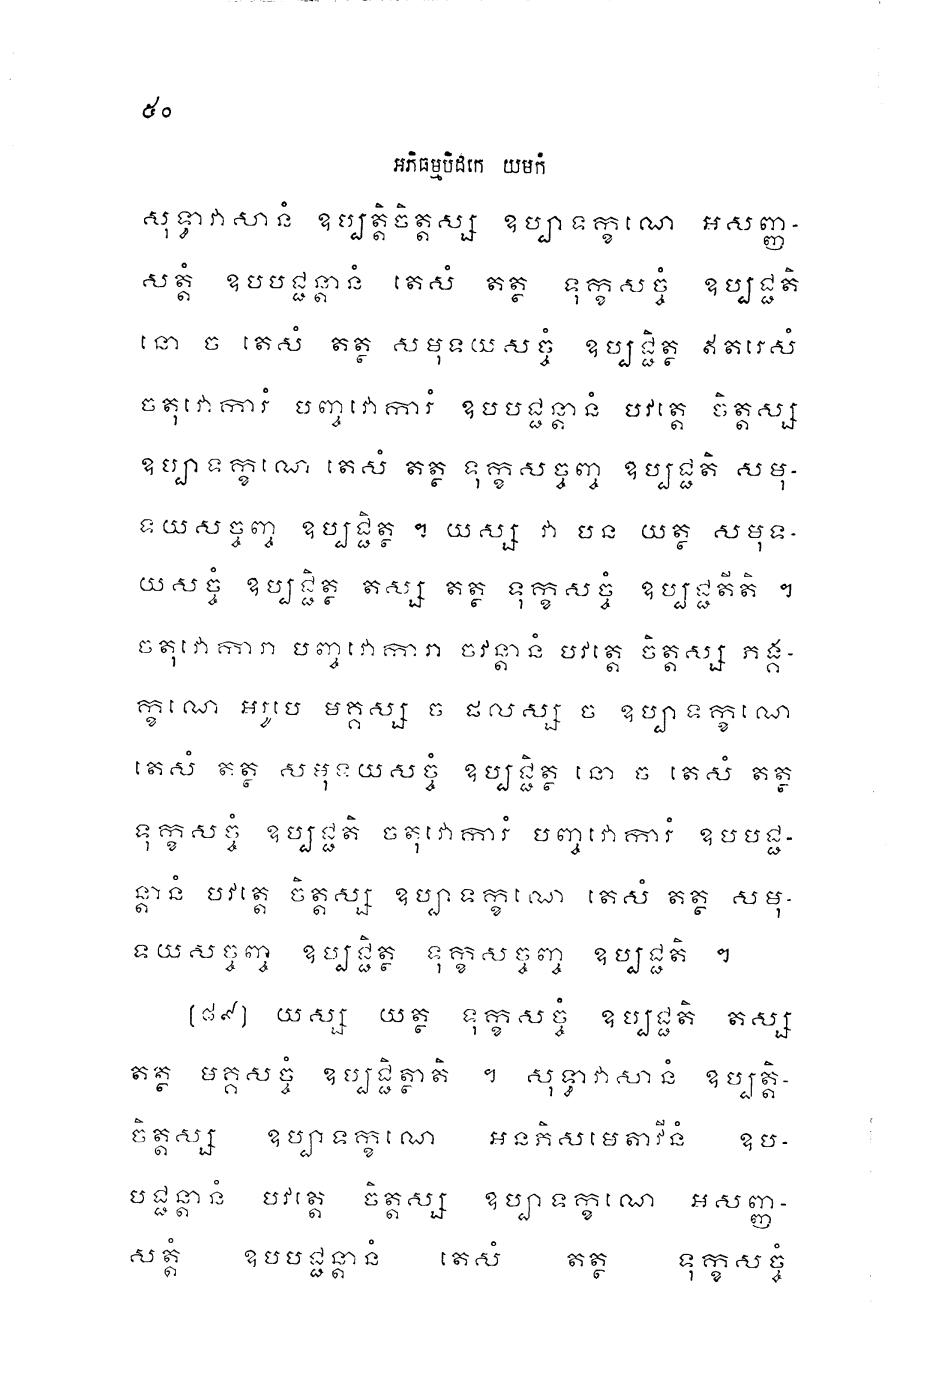 ៥០
អភិធម្មបិដកេ យមកំ
សុទ្ធាវាសានំ ឧប្បត្តិចិត្តស្ស ឧប្បាទក្ខណេ អសញ្ញ-
សត្តំ ឧបបជ្ជន្តានំ តេសំ តត្ថ ទុក្ខសច្ចំ ឧប្បជ្ជតិ
នោ ច តេសំ តត្ថ សមុទយសច្ចំ ឧប្បជ្ជិត្ថ ឥតរេសំ
ចតុវោការំ បញ្ចវោការំ ឧបបជ្ជន្តានំ បវត្តេ ចិត្តស្ស
ឧប្បាទក្ខណេ តេសំ តត្ថ ទុក្ខសច្ចញ្ច ឧប្បជ្ជតិ សមុ-
ទយសច្ចញ្ច ឧប្បជ្ជិត្ថ ។ យស្ស វា បន យត្ថ សមុទ-
យសច្ចំ ឧប្បជ្ជិត្ថ តស្ស តត្ថ ទុក្ខសច្ចំ ឧប្បជ្ជតីតិ ។
ចតុវោការា បញ្ចវោការា ចវន្តានំ បវត្តេ ចិត្តស្ស ភង្គ-
ក្ខណេ អរូបេ មគ្គស្ស ច ផលស្ស ច ឧប្បាទក្ខណេ
តេសំ តត្ថ សមុទយសច្ចំ ឧប្បជ្ជិត្ថ នោ ច តេសំ តត្ថ
ទុក្ខសច្ចំ ឧប្បជ្ជតិ ចតុវោការំ បញ្ចវោការំ ឧបបជ្ជ-
ន្តានំ បវត្តេ ចិត្តស្ស ឧប្បាទក្ខណេ តេសំ តត្ថ សមុ-
ទយសច្ចញ្ច ឧប្បជ្ជិត្ថ ទុក្ខសច្ចញ្ច ឧប្បជ្ជតិ ។
[៨៩] យស្ស យត្ថ ទុក្ខសច្ចំ ឧប្បជ្ជតិ តស្ស
តត្ថ មគ្គសច្ចំ ឧប្បជ្ជិត្ថាតិ ។ សុទ្ធាវាសានំ ឧប្បត្តិ-
ចិត្តស្ស ឧប្បាទក្ខណេ អនភិសមេតាវីនំ ឧប-
បជ្ជន្តានំ បវត្តេ ចិត្តស្ស ឧប្បាទក្ខណេ អសញ្ញ-
សត្តំ ឧបបជ្ជន្តានំ តេសំ តត្ថ ទុក្ខសច្ចំ